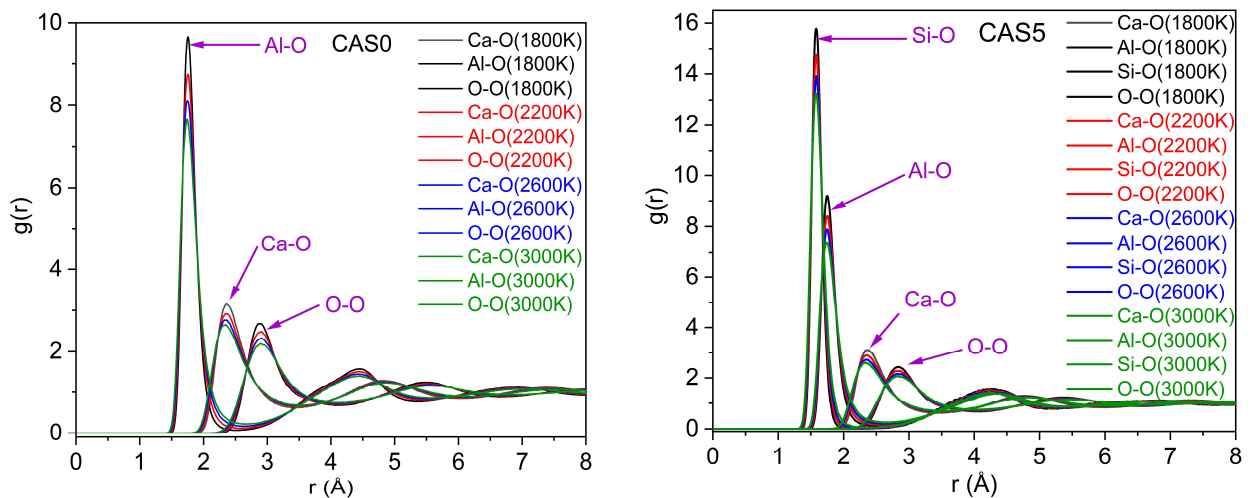 10
8
6
4
2
0
g(r)
0 1 2 3 4 5 6 7 8
r (Å)
CAS0
Al-O
Ca-O
O-O
Ca-O(1800K)
Al-O(1800K)
O-O(1800K)
Ca-O(2200K)
Al-O(2200K)
O-O(2200K)
Ca-O(2600K)
Al-O(2600K)
O-O(2600K)
Ca-O(3000K)
Al-O(3000K)
O-O(3000K)
16
14
12
10
8
6
4
2
0
g(r)
0 1 2 3 4 5 6 7 8
r (Å)
CAS5
Si-O
Al-O
Ca-O
O-O
Ca-O(1800K)
Al-O(1800K)
Si-O(1800K)
O-O(1800K)
Ca-O(2200K)
Al-O(2200K)
Si-O(2200K)
O-O(2200K)
Ca-O(2600K)
Al-O(2600K)
Si-O(2600K)
O-O(2600K)
Ca-O(3000K)
Al-O(3000K)
Si-O(3000K)
O-O(3000K)